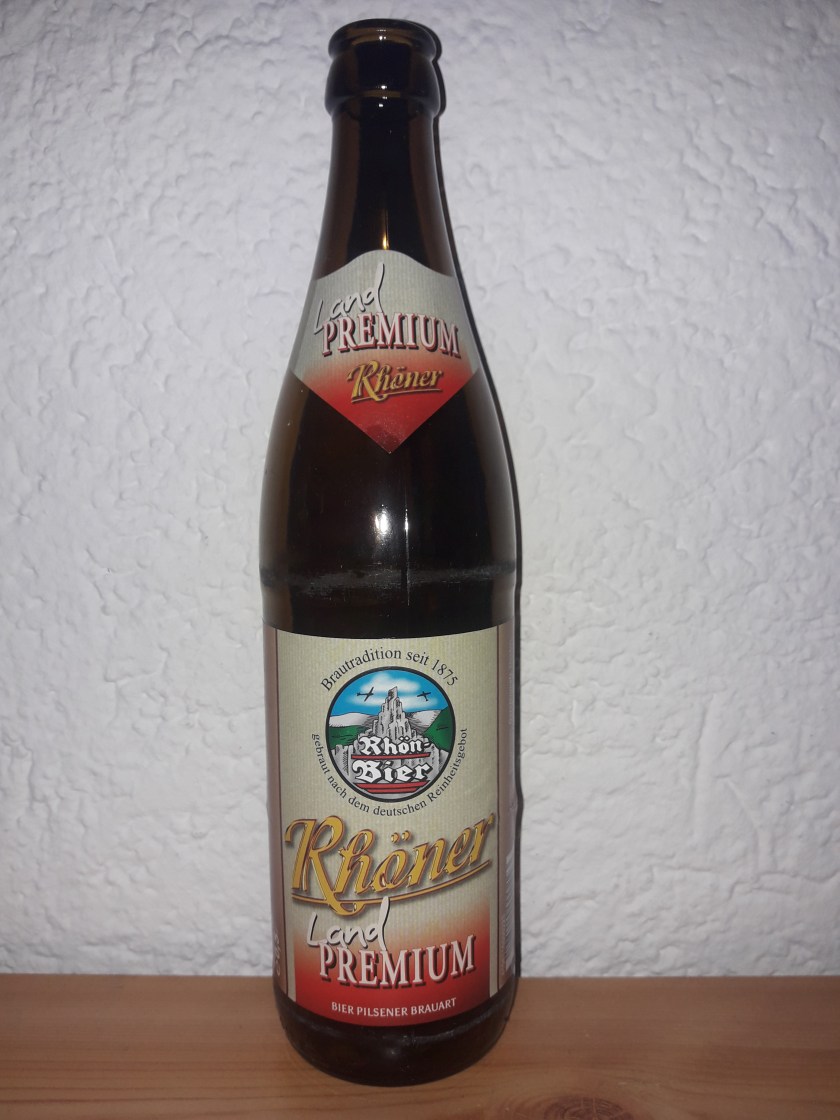 Land
PREMIUM
Rhöner
Brautradition seit 1875
Rhön-
Bier
gebraut nach dem deutschen Reinheitsgebot
Rhöner
Land
PREMIUM
BIER PILSENER BRAUART